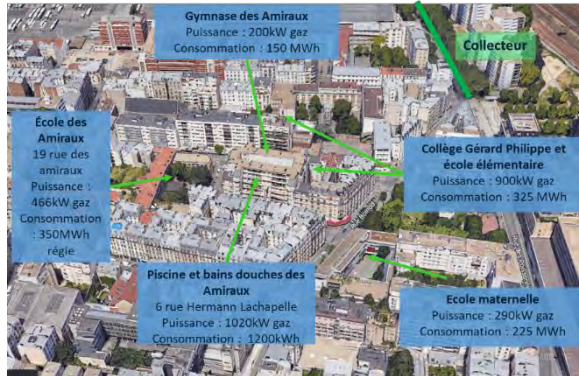 Gymnase des Amiraux
Puissance : 200kW gaz
Consommation : 150 MWh
Collecteur
École des
Amiraux
19 rue des
amiraux
Puissance :
466kW gaz
Consommation
: 350MWh
régie
Collège Gérard Philippe et
école élémentaire
Puissance : 900kW gaz
Consommation : 325 MWh
Piscine et bains douches des
Amiraux
6 rue Hermann Lachapelle
Puissance : 1020kW gaz
Consommation : 1200kWh
Ecole maternelle
Puissance : 290kW gaz
Consommation : 225 MWh